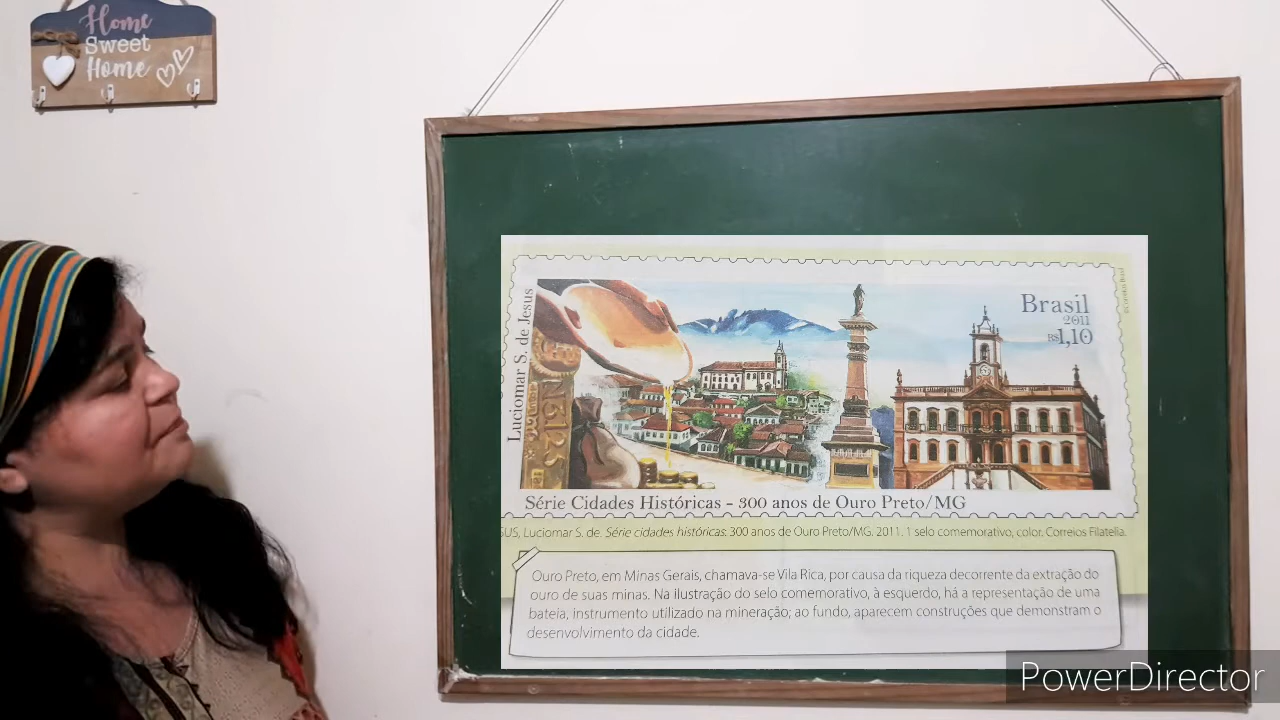 Home
Sweet
Home
Luciomar S. de Jesus
Brasil
2011
R$1,10
Série Cidades Históricas - 300 anos de Ouro Preto/MG
SUS, Luciomar S. de. Série cidades históricas: 300 anos de Ouro Preto/MG. 2011. 1 selo comemorativo, color. Correios Filatelia.
Ouro Preto, em Minas Gerais, chamava-se Vila Rica, por causa da riqueza decorrente da extração do
ouro de suas minas. Na ilustração do selo comemorativo, à esquerdo, há a representação de uma
bateia, instrumento utilizado na mineração; ao fundo, aparecem construções que demonstram o
desenvolvimento da cidade.
PowerDirector